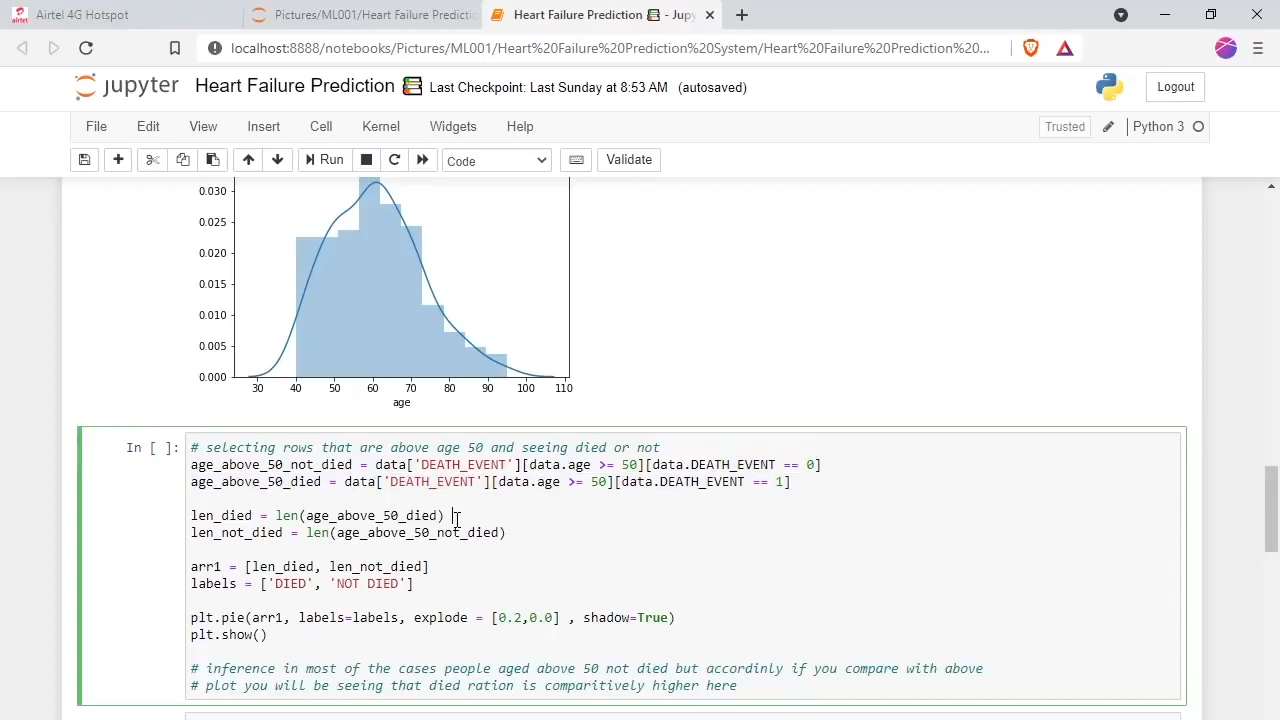 Airtel 4G Hotspot
Pictures/ML001/Heart Failure Predictic
Heart Failure Prediction 📚 - Jupy
localhost:8888/notebooks/Pictures/ML001/Heart%20Failure%20Prediction%20System/Heart%20Failure%20Prediction%20...
jupyter Heart Failure Prediction 📚 Last Checkpoint: Last Sunday at 8:53 AM (autosaved)
Logout
File Edit View Insert Cell Kernel Widgets Help
Trusted Python 3
Run Code Validate
0.030
0.025
0.020
0.015
0.010
0.005
0.000
30 40 50 60 70 80 90 100 110
age
In [ ]:
# selecting rows that are above age 50 and seeing died or not
age_above_50_not_died = data['DEATH_EVENT'][data.age >= 50][data.DEATH_EVENT == 0]
age_above_50_died = data['DEATH_EVENT'][data.age >= 50][data.DEATH_EVENT == 1]
len_died = len(age_above_50_died)
len_not_died = len(age_above_50_not_died)
arr1 = [len_died, len_not_died]
labels = ['DIED', 'NOT DIED']
plt.pie(arr1, labels=labels, explode = [0.2,0.0] , shadow=True)
plt.show()
# inference in most of the cases people aged above 50 not died but accordinly if you compare with above
# plot you will be seeing that died ration is comparitively higher here